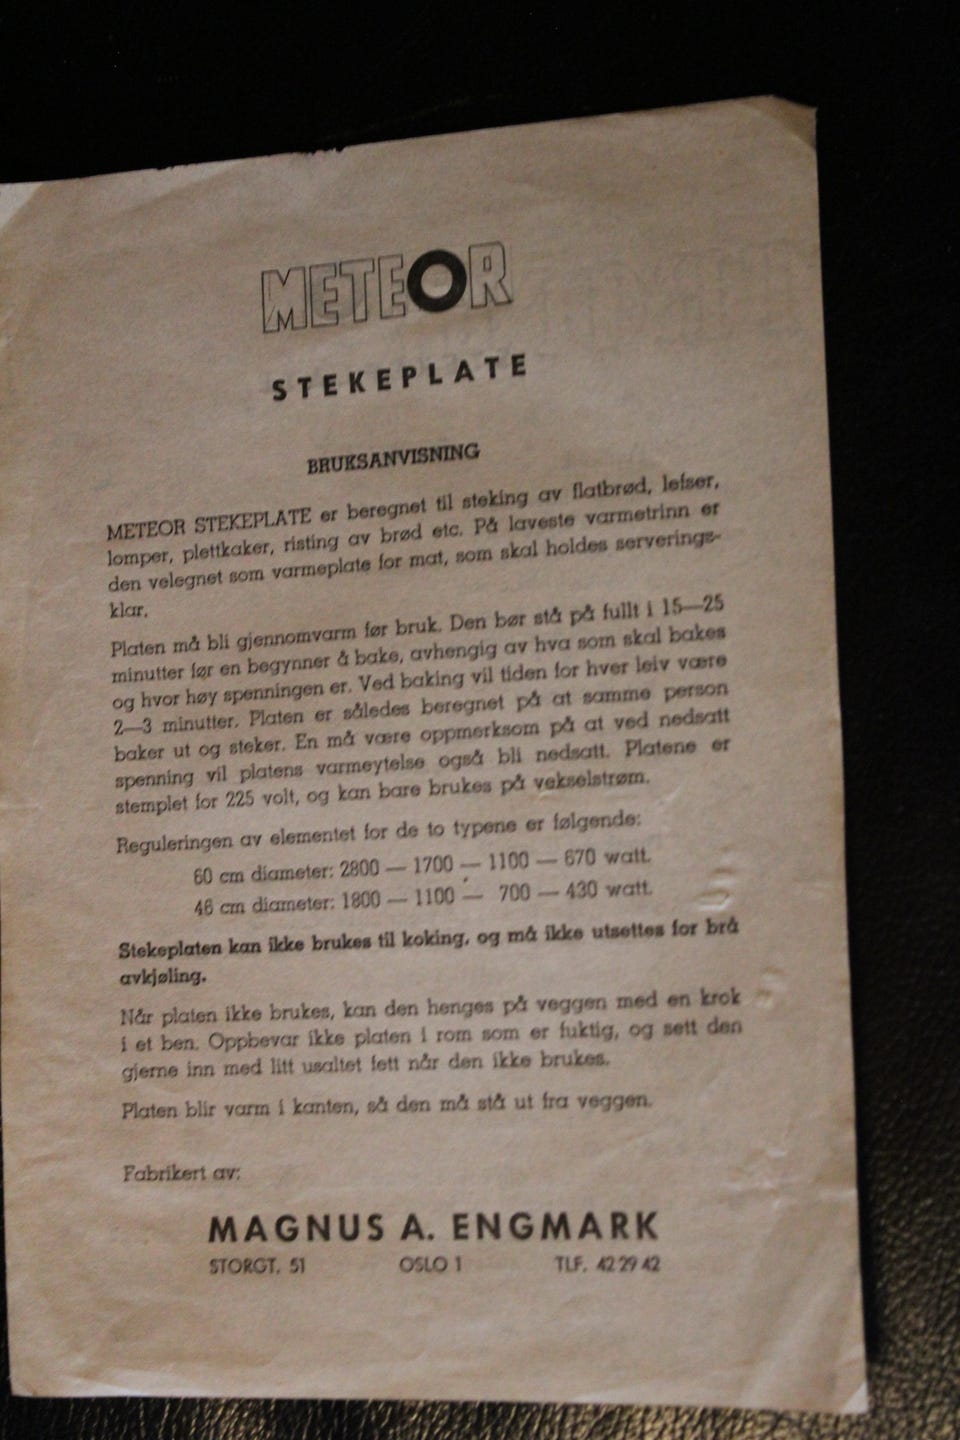 METEOR
STEKEPLATE
BRUKSANVISNING
METEOR STEKEPLATE er beregnet til steking av flatbrød, lefser,
lomper, plettkaker, risting av brød etc. På laveste varmetrinn er
den velegnet som varmeplate for mat, som skal holdes serverings-
klar.
Platen må bli gjennomvarm før bruk. Den bør stå på fullt i 15—25
minutter før en begynner å bake, avhengig av hva som skal bakes
og hvor høy spenningen er. Ved baking vil tiden for hver leiv være
2—3 minutter. Platen er således beregnet på at samme person
baker ut og steker. En må være oppmerksom på at ved nedsatt
spenning vil platens varmeytelse også bli nedsatt. Platene er
stemplet for 225 volt, og kan bare brukes på vekselstrøm.
Reguleringen av elementet for de to typene er følgende:
60 cm diameter: 2800 — 1700 — 1100 — 670 watt.
46 cm diameter: 1800 — 1100 — 700 — 430 watt.
Stekeplaten kan ikke brukes til koking, og må ikke utsettes for brå
avkjøling.
Når platen ikke brukes, kan den henges på veggen med en krok
i et ben. Oppbevar ikke platen i rom som er fuktig, og sett den
gjerne inn med litt usaltet fett når den ikke brukes.
Platen blir varm i kanten, så den må stå ut fra veggen.
Fabrikert av:
MAGNUS A. ENGMARK
STORGT. 51 OSLO 1 TLF. 42 29 42